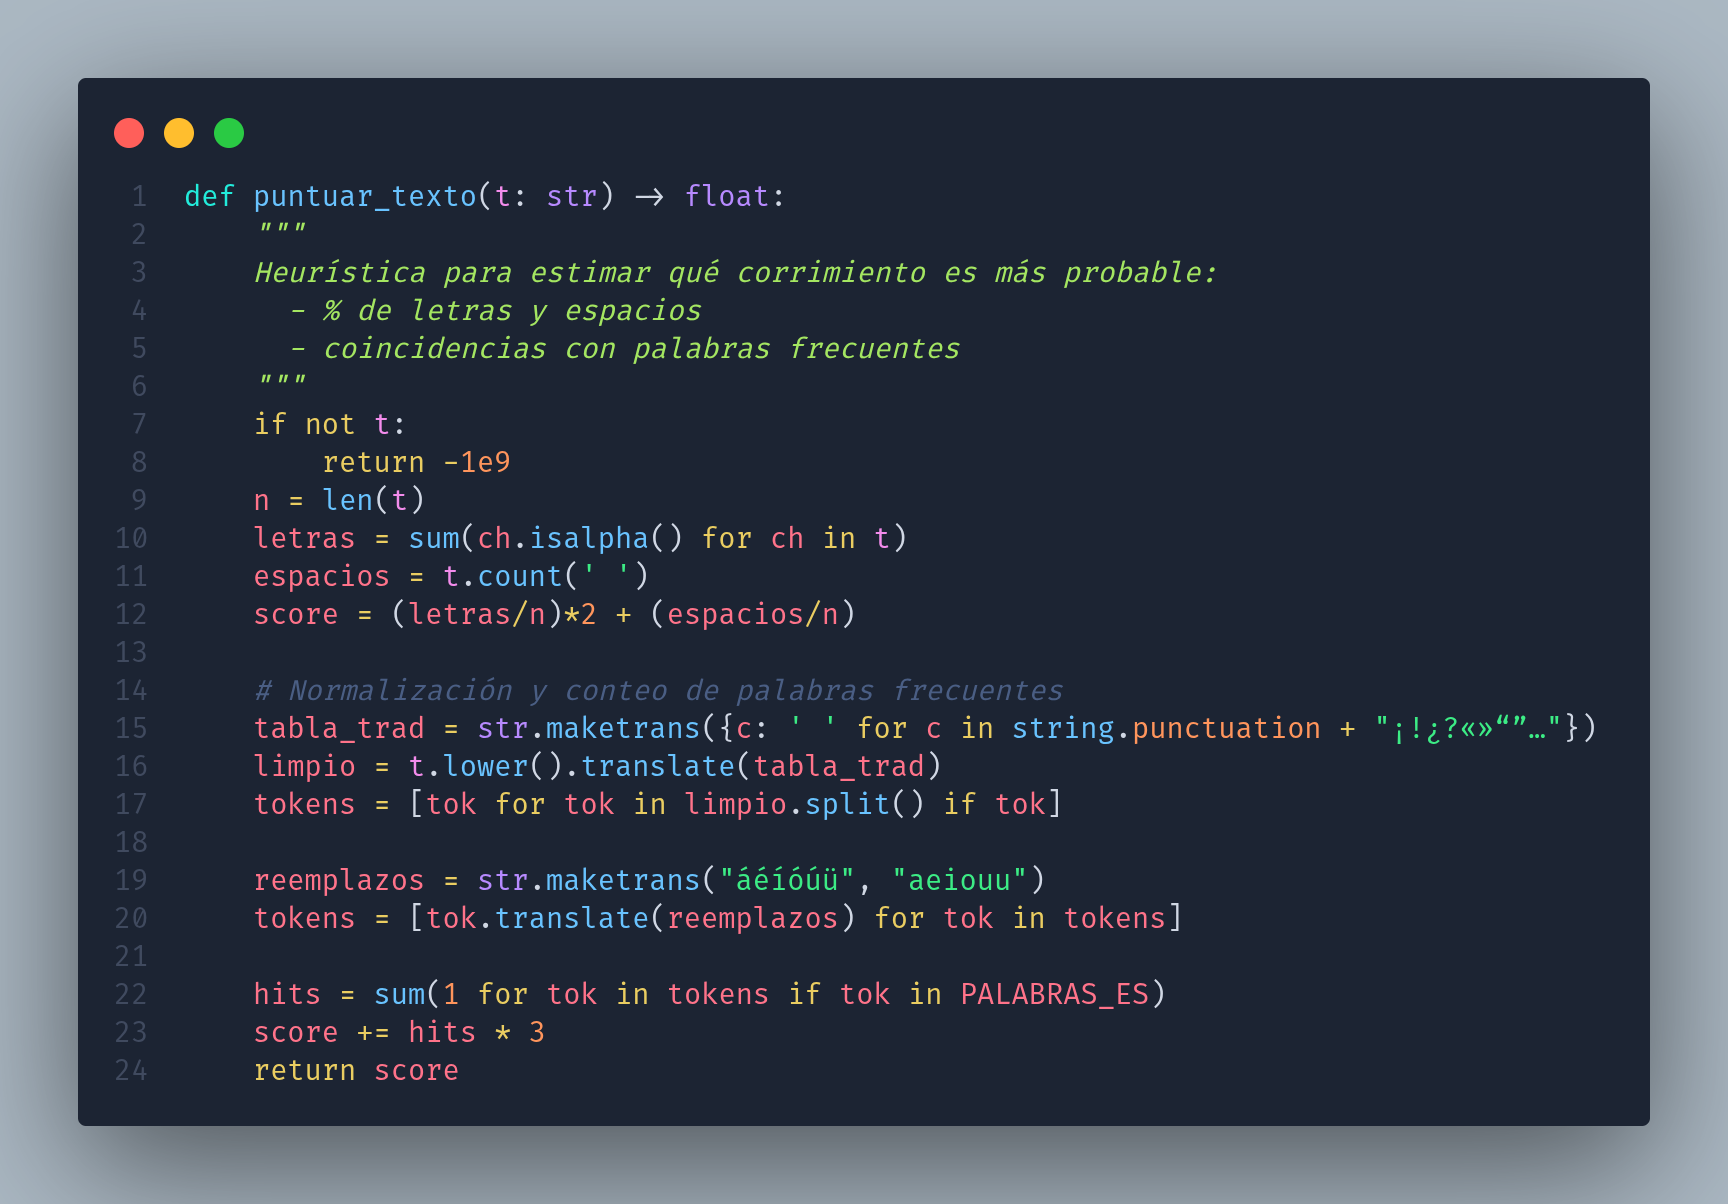 1 def puntuar_texto(t: str) -> float:
2     """
3     Heurística para estimar qué corrimiento es más probable:
4       - % de letras y espacios
5       - coincidencias con palabras frecuentes
6     """
7     if not t:
8         return -1e9
9     n = len(t)
10     letras = sum(ch.isalpha() for ch in t)
11     espacios = t.count(' ')
12     score = (letras/n)*2 + (espacios/n)
13
14     # Normalización y conteo de palabras frecuentes
15     tabla_trad = str.maketrans({c: ' ' for c in string.punctuation + "¡!¿?«»“”…"})
16     limpio = t.lower().translate(tabla_trad)
17     tokens = [tok for tok in limpio.split() if tok]
18
19     reemplazos = str.maketrans("áéíóúü", "aeiouu")
20     tokens = [tok.translate(reemplazos) for tok in tokens]
21
22     hits = sum(1 for tok in tokens if tok in PALABRAS_ES)
23     score += hits * 3
24     return score